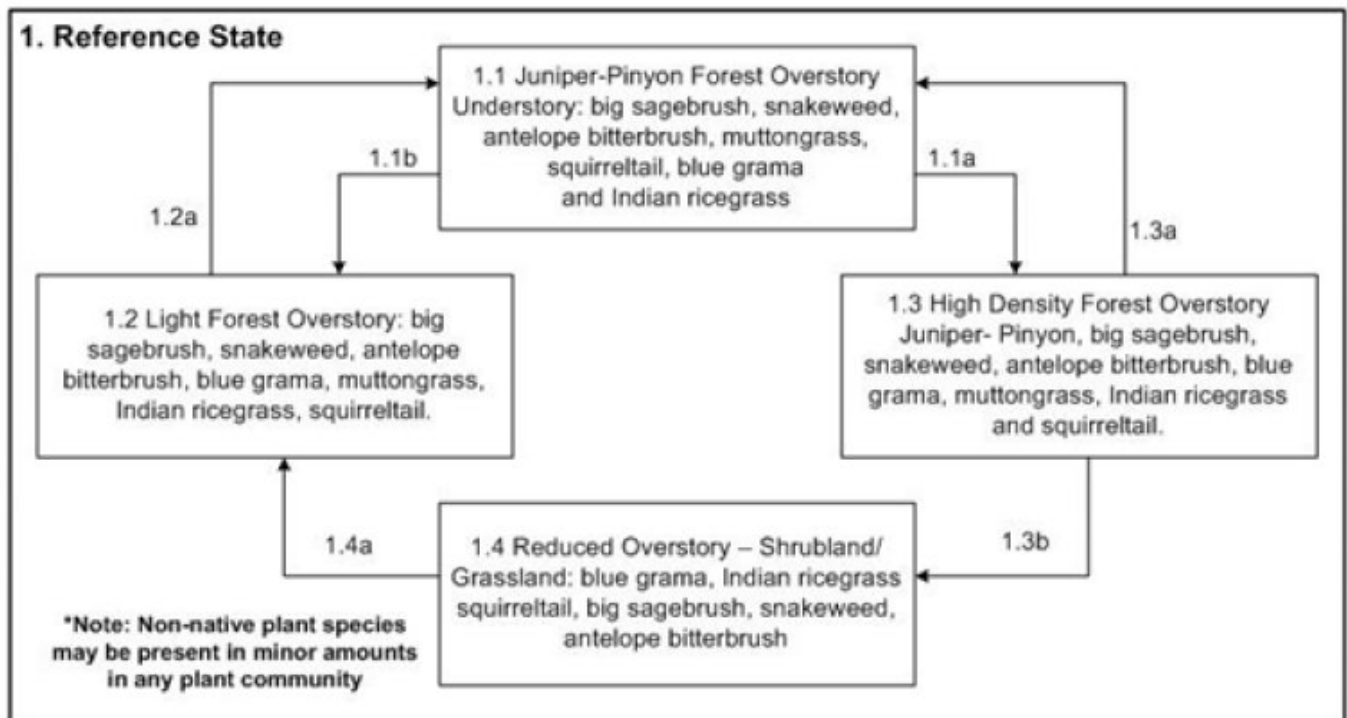 1. Reference State
1.1 Juniper-Pinyon Forest Overstory
Understory: big sagebrush, snakeweed,
antelope bitterbrush, muttongrass,
squirreltail, blue grama
and Indian ricegrass
1.1b
1.1a
1.2a
1.3a
1.2 Light Forest Overstory: big
sagebrush, snakeweed, antelope
bitterbrush, blue grama, muttongrass,
Indian ricegrass, squirreltail.
1.3 High Density Forest Overstory
Juniper- Pinyon, big sagebrush,
snakeweed, antelope bitterbrush, blue
grama, muttongrass, Indian ricegrass
and squirreltail.
1.4a
1.3b
1.4 Reduced Overstory – Shrubland/
Grassland: blue grama, Indian ricegrass
squirreltail, big sagebrush, snakeweed,
antelope bitterbrush
*Note: Non-native plant species
may be present in minor amounts
in any plant community